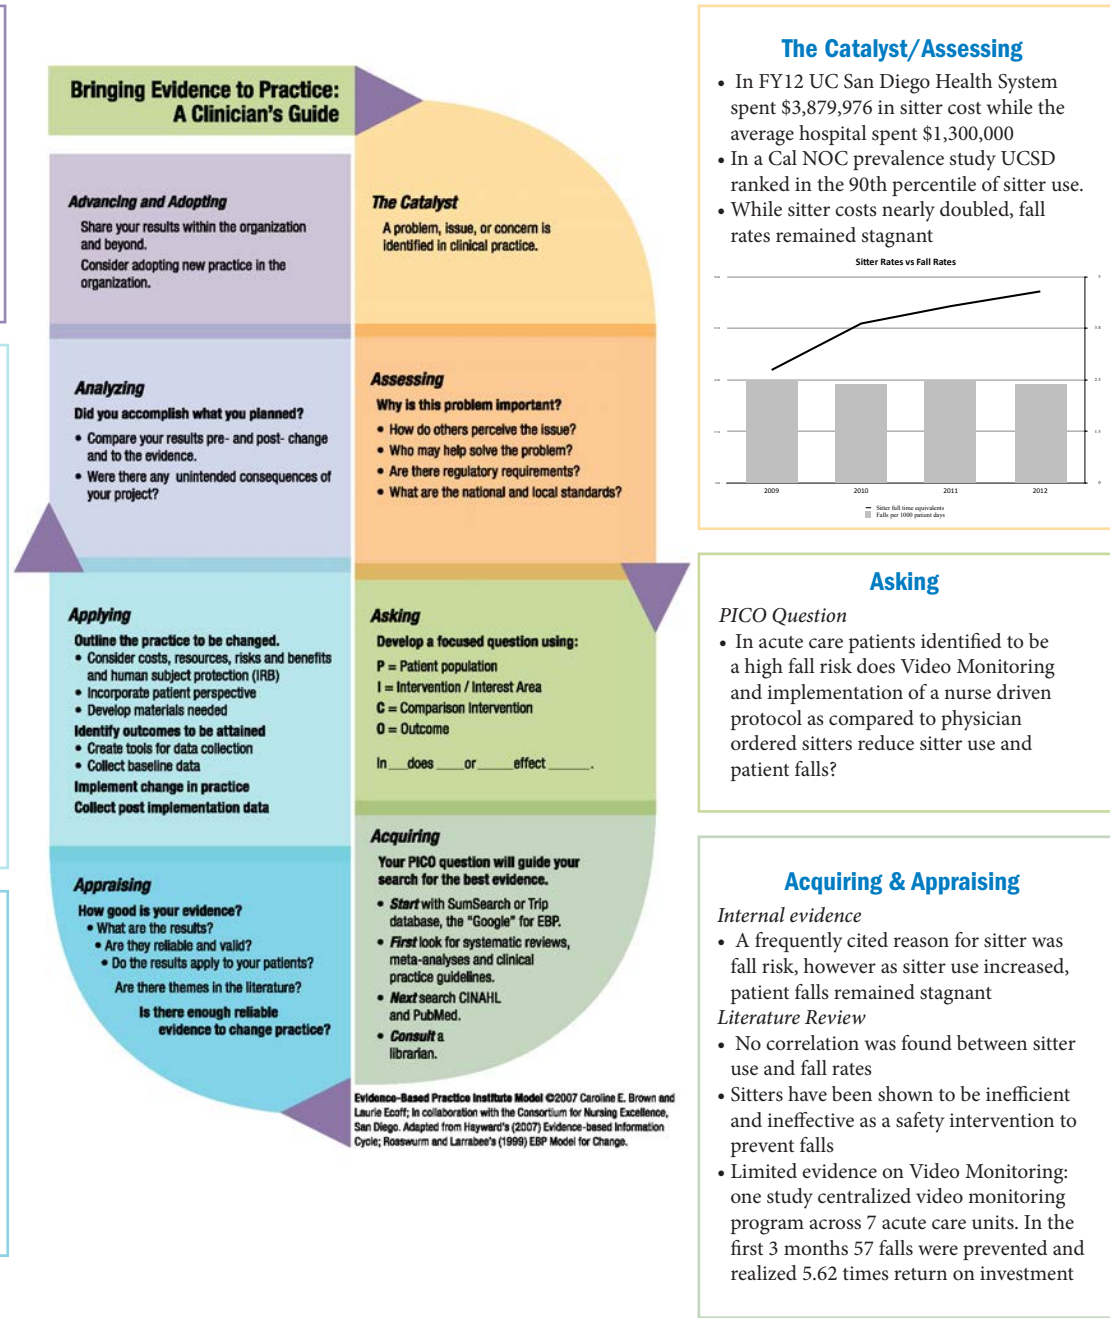 Bringing Evidence to Practice:
A Clinician's Guide
Advancing and Adopting
Share your results within the organization
and beyond.
Consider adopting new practice in the
organization.
The Catalyst
A problem, issue, or concern is
identified in clinical practice.
Analyzing
Did you accomplish what you planned?
• Compare your results pre- and post- change
and to the evidence.
• Were there any unintended consequences of
your project?
Assessing
Why is this problem important?
• How do others perceive the issue?
• Who may help solve the problem?
• Are there regulatory requirements?
• What are the national and local standards?
Applying
Outline the practice to be changed.
• Consider costs, resources, risks and benefits
and human subject protection (IRB)
• Incorporate patient perspective
• Develop materials needed
Identify outcomes to be attained
• Create tools for data collection
• Collect baseline data
Implement change in practice
Collect post implementation data
Asking
Develop a focused question using:
P = Patient population
I = Intervention / Interest Area
C = Comparison Intervention
O = Outcome
In___does ____or _____effect ______.
Appraising
How good is your evidence?
• What are the results?
• Are they reliable and valid?
• Do the results apply to your patients?
Are there themes in the literature?
Is there enough reliable
evidence to change practice?
Acquiring
Your PICO question will guide your
search for the best evidence.
• Start with SumSearch or Trip
database, the "Google" for EBP.
• First look for systematic reviews,
meta-analyses and clinical
practice guidelines.
• Next search CINAHL
and PubMed.
• Consult a
librarian.
Evidence-Based Practice Institute Model ©2007 Caroline E. Brown and
Laurie Ecoff; In collaboration with the Consortium for Nursing Excellence,
San Diego. Adapted from Hayward's (2007) Evidence-based Information
Cycle; Rosswurm and Larrabee's (1999) EBP Model for Change.
The Catalyst/Assessing
• In FY12 UC San Diego Health System
spent $3,879,976 in sitter cost while the
average hospital spent $1,300,000
• In a Cal NOC prevalence study UCSD
ranked in the 90th percentile of sitter use.
• While sitter costs nearly doubled, fall
rates remained stagnant
Sitter Rates vs Fall Rates
5
3.8
2.5
1.3
0
2009 2010 2011 2012
Sitter full time equivalents
Falls per 1000 patient days
Asking
PICO Question
• In acute care patients identified to be
a high fall risk does Video Monitoring
and implementation of a nurse driven
protocol as compared to physician
ordered sitters reduce sitter use and
patient falls?
Acquiring & Appraising
Internal evidence
• A frequently cited reason for sitter was
fall risk, however as sitter use increased,
patient falls remained stagnant
Literature Review
• No correlation was found between sitter
use and fall rates
• Sitters have been shown to be inefficient
and ineffective as a safety intervention to
prevent falls
• Limited evidence on Video Monitoring:
one study centralized video monitoring
program across 7 acute care units. In the
first 3 months 57 falls were prevented and
realized 5.62 times return on investment